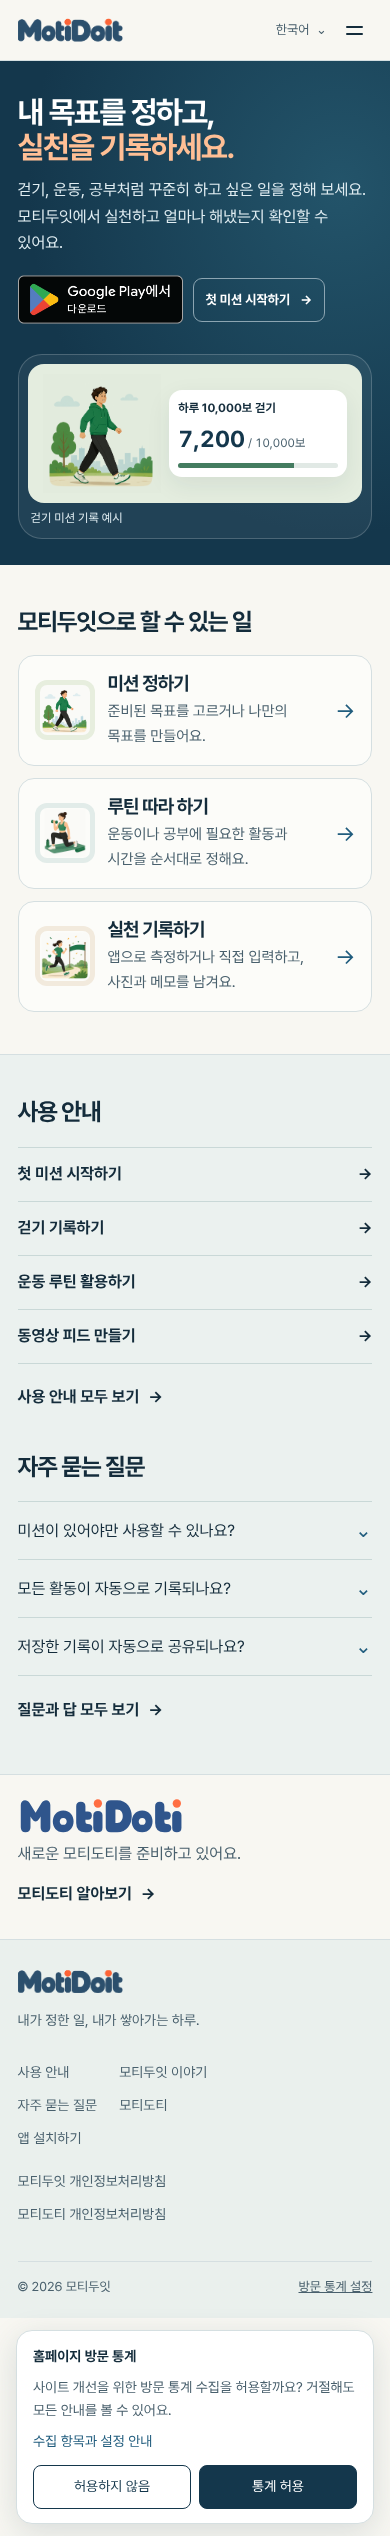 MotiDoit
한국어
내 목표를 정하고,
실천을 기록하세요.
걷기, 운동, 공부처럼 꾸준히 하고 싶은 일을 정해 보세요.
모티두잇에서 실천하고 얼마나 해냈는지 확인할 수
있어요.
Google Play에서
다운로드
첫 미션 시작하기 →
하루 10,000보 걷기
7,200 / 10,000보
걷기 미션 기록 예시
모티두잇으로 할 수 있는 일
미션 정하기
준비된 목표를 고르거나 나만의
목표를 만들어요.
→
루틴 따라 하기
운동이나 공부에 필요한 활동과
시간을 순서대로 정해요.
→
실천 기록하기
앱으로 측정하거나 직접 입력하고,
사진과 메모를 남겨요.
→
사용 안내
첫 미션 시작하기 →
걷기 기록하기 →
운동 루틴 활용하기 →
동영상 피드 만들기 →
사용 안내 모두 보기 →
자주 묻는 질문
미션이 있어야만 사용할 수 있나요?
모든 활동이 자동으로 기록되나요?
저장한 기록이 자동으로 공유되나요?
질문과 답 모두 보기 →
MotiDoti
새로운 모티도티를 준비하고 있어요.
모티도티 알아보기 →
MotiDoit
내가 정한 일, 내가 쌓아가는 하루.
사용 안내 모티두잇 이야기
자주 묻는 질문 모티도티
앱 설치하기
모티두잇 개인정보처리방침
모티도티 개인정보처리방침
© 2026 모티두잇 방문 통계 설정
홈페이지 방문 통계
사이트 개선을 위한 방문 통계 수집을 허용할까요? 거절해도
모든 안내를 볼 수 있어요.
수집 항목과 설정 안내
허용하지 않음 통계 허용